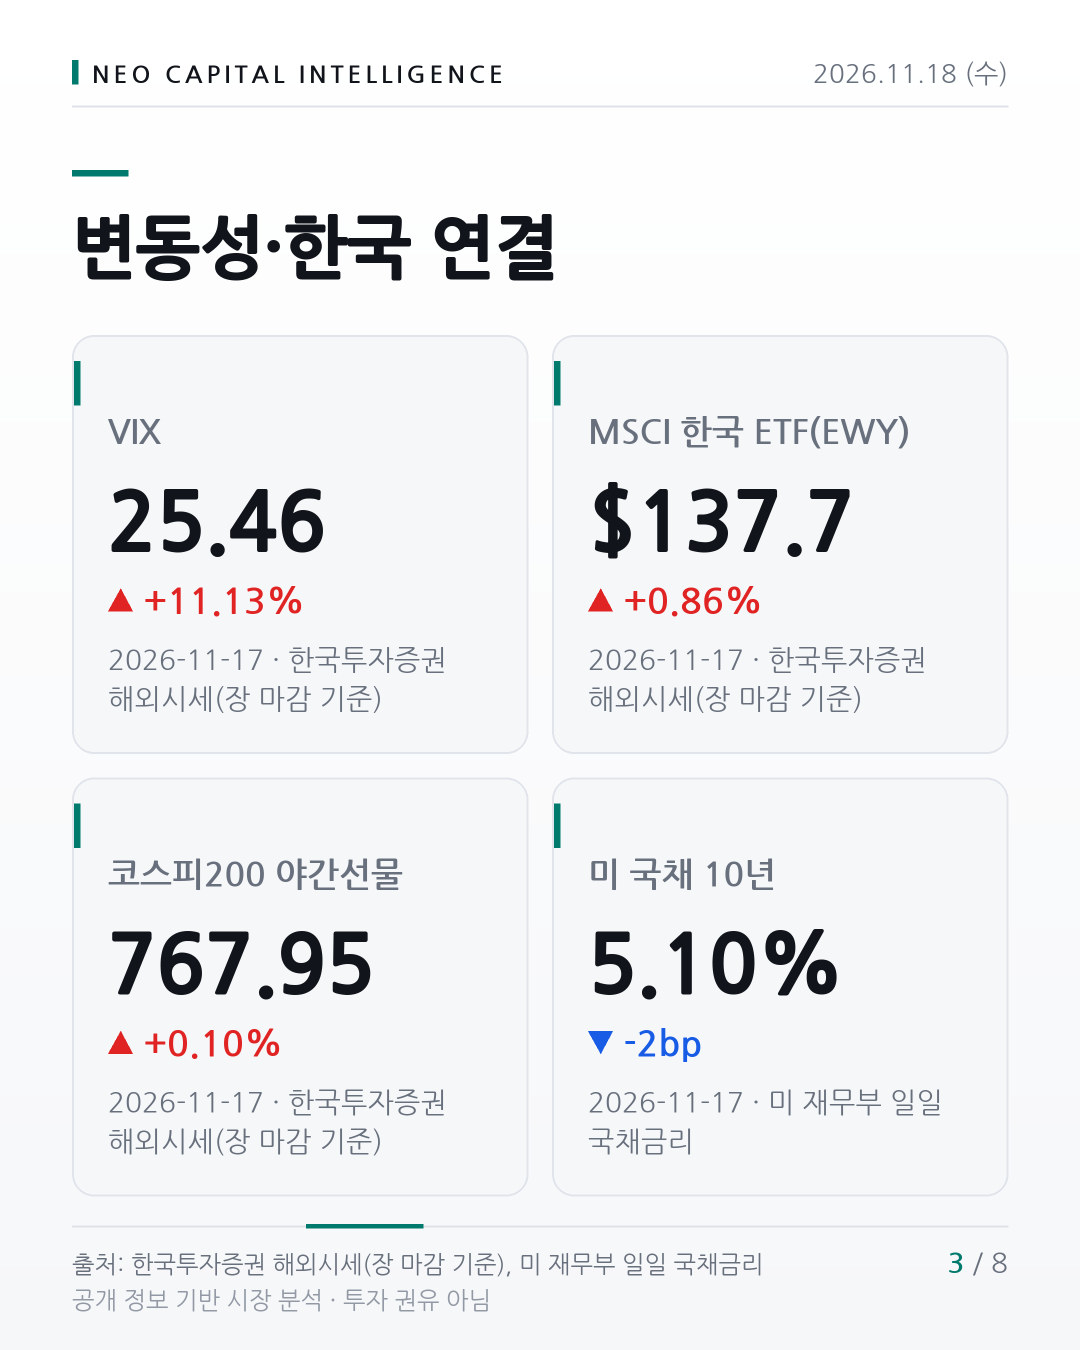 NEO CAPITAL INTELLIGENCE
2026.11.18 (수)
변동성·한국 연결
VIX
25.46
▲ +11.13%
2026-11-17 · 한국투자증권
해외시세(장 마감 기준)
MSCI 한국 ETF(EWY)
$137.7
▲ +0.86%
2026-11-17 · 한국투자증권
해외시세(장 마감 기준)
코스피200 야간선물
767.95
▲ +0.10%
2026-11-17 · 한국투자증권
해외시세(장 마감 기준)
미 국채 10년
5.10%
▼ -2bp
2026-11-17 · 미 재무부 일일
국채금리
출처: 한국투자증권 해외시세(장 마감 기준), 미 재무부 일일 국채금리
3 / 8
공개 정보 기반 시장 분석 · 투자 권유 아님